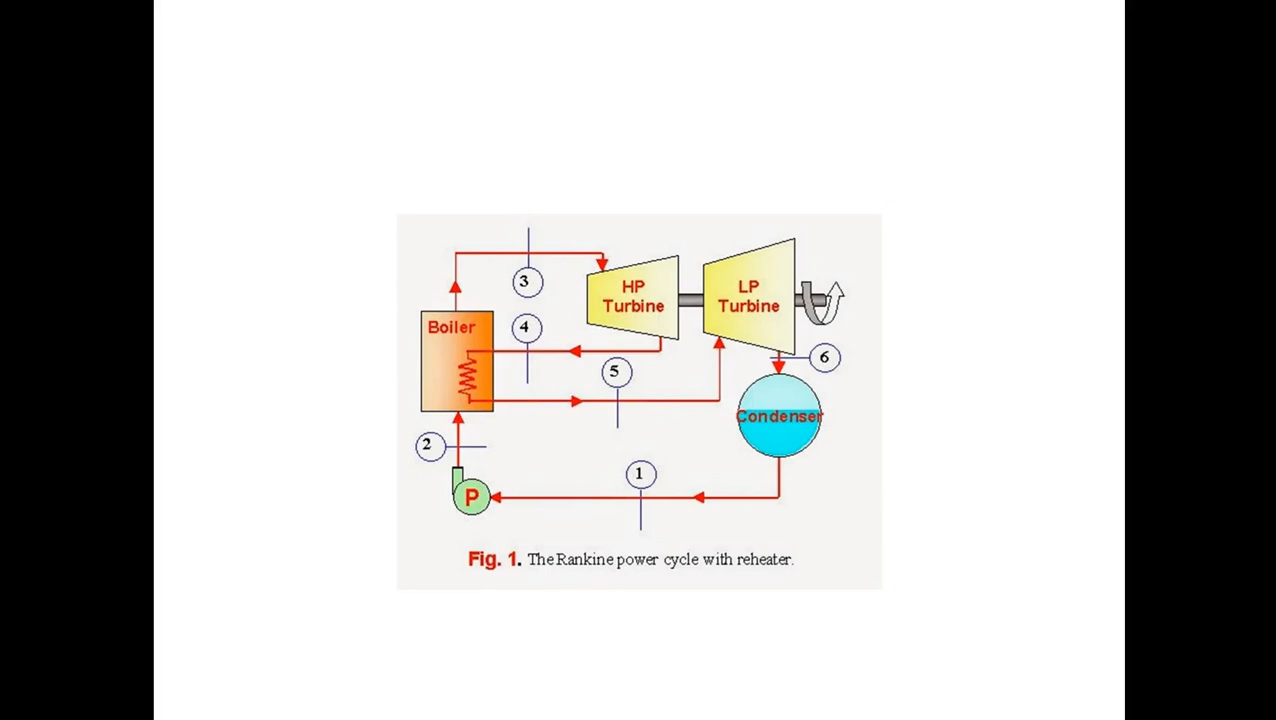 3
HP
Turbine
LP
Turbine
Boiler
4
5
6
Condenser
2
1
P
Fig. 1. The Rankine power cycle with reheater.